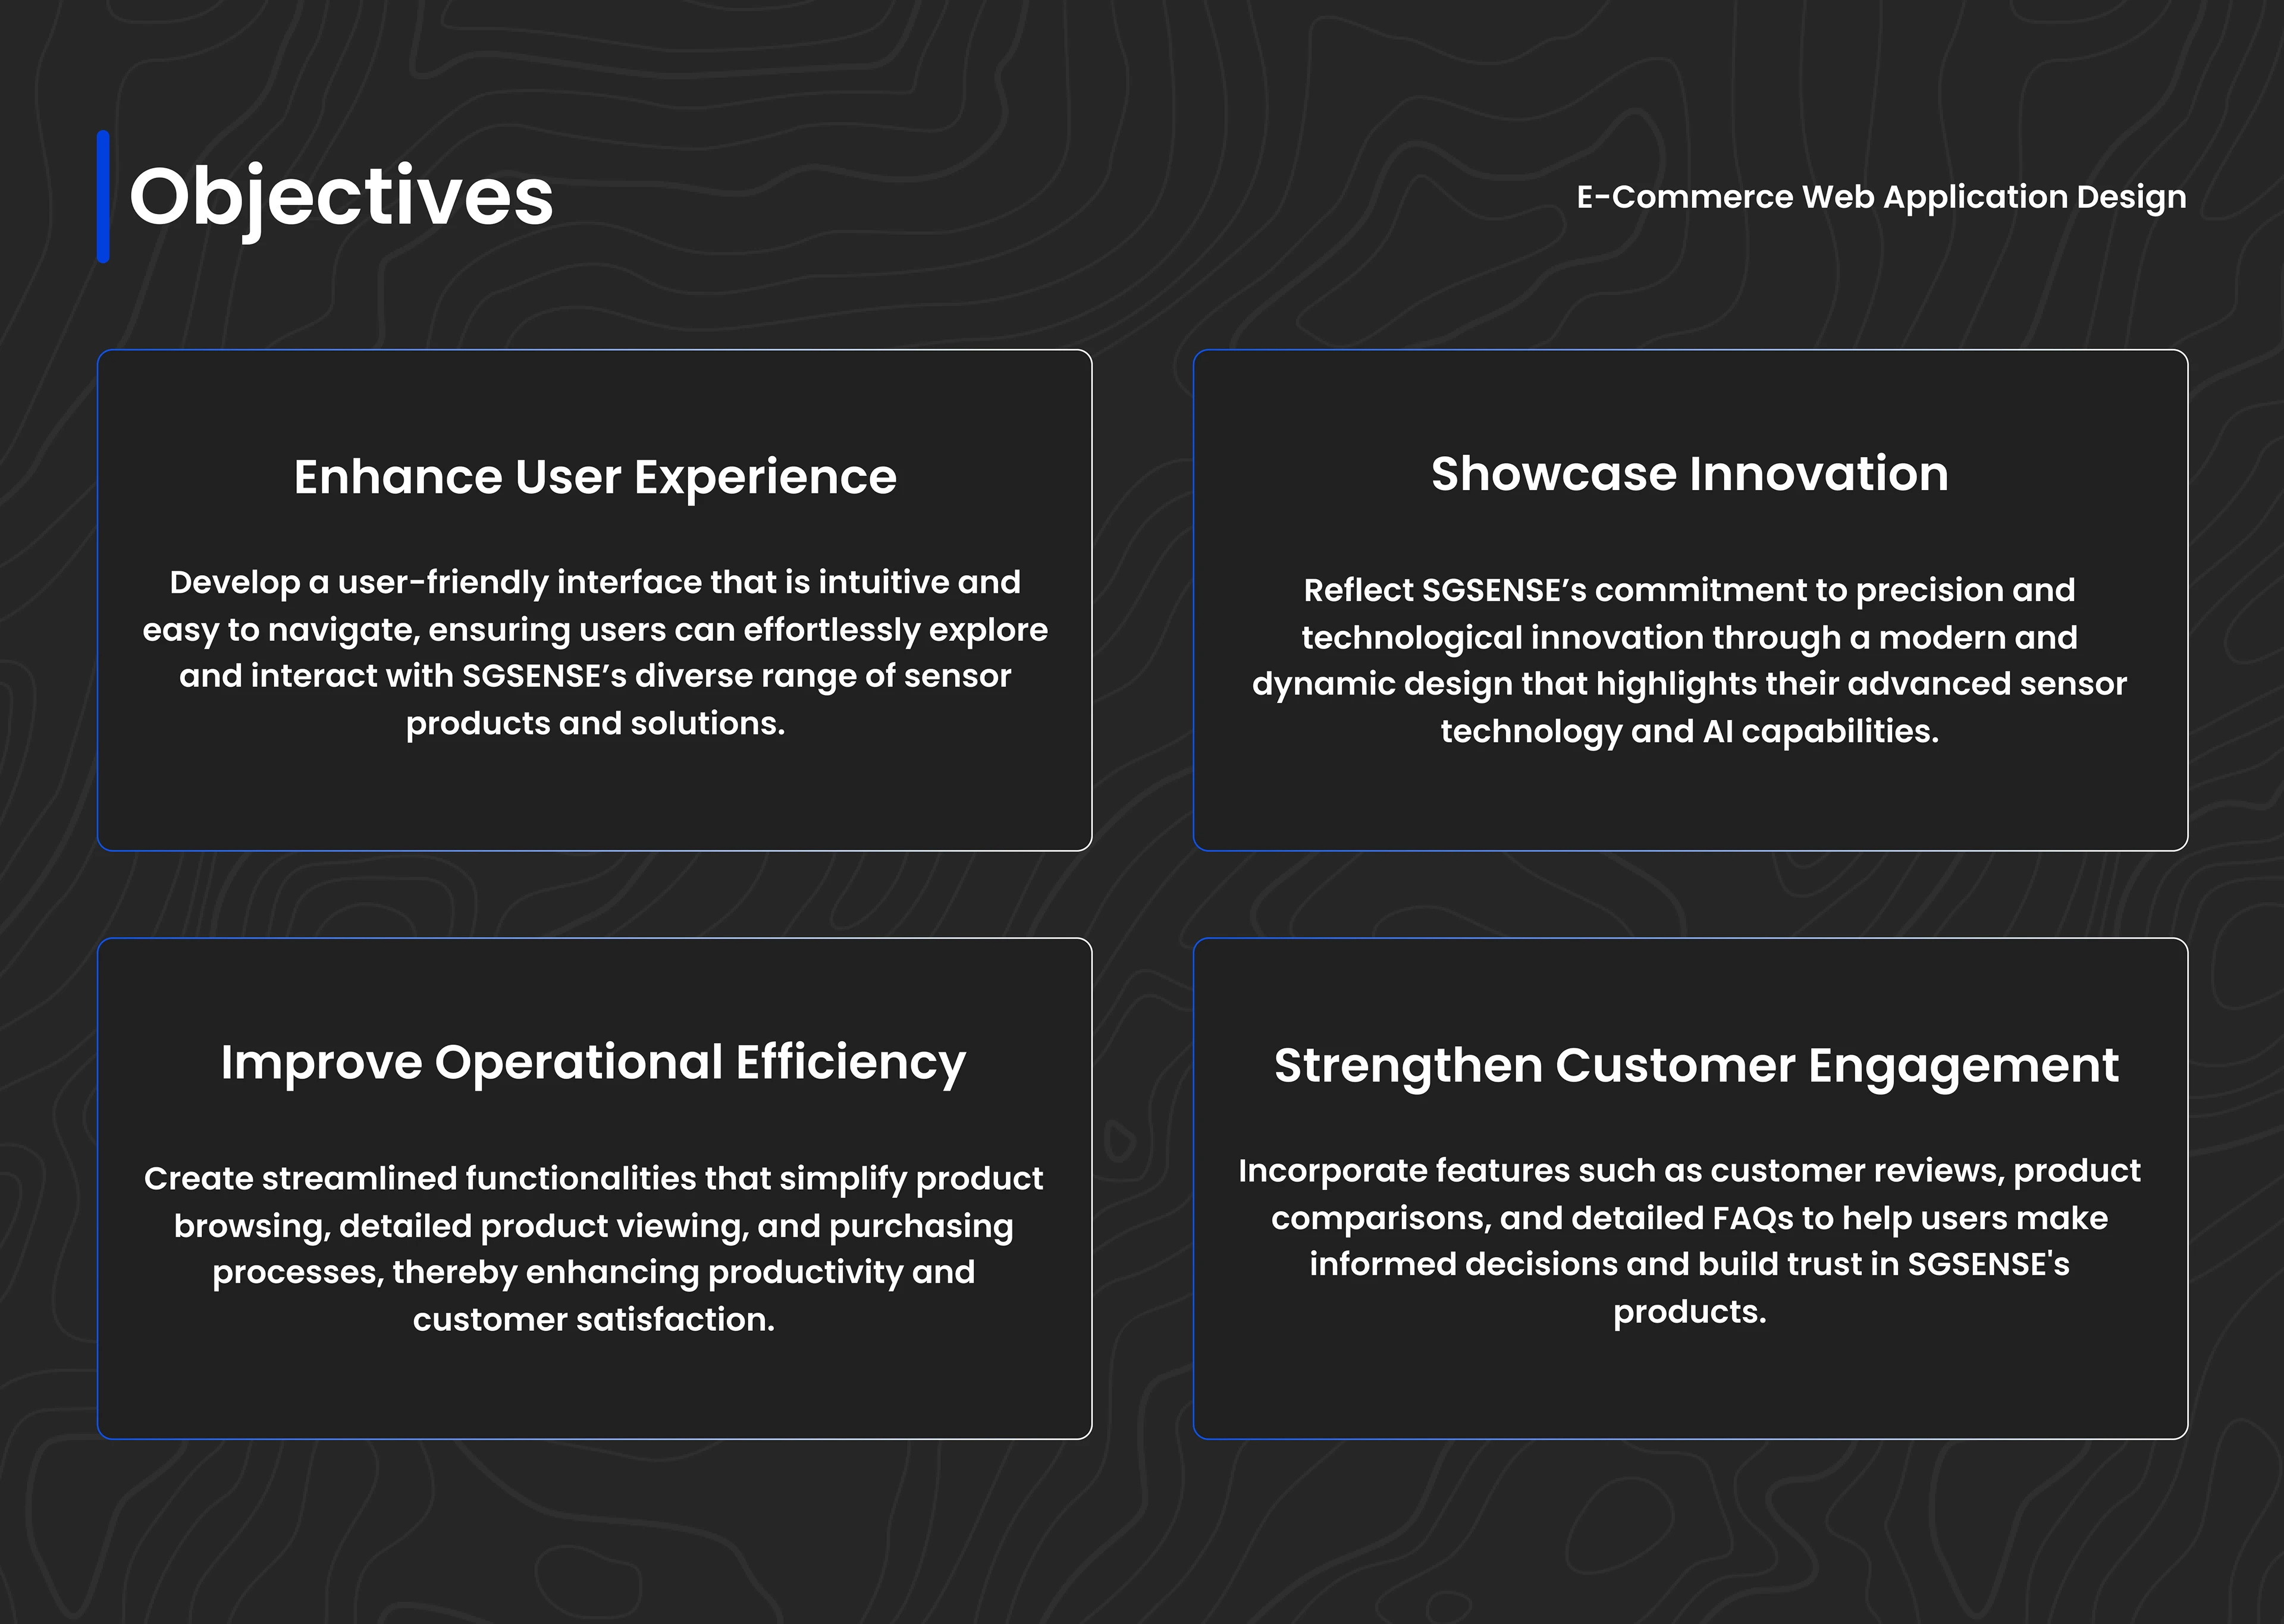 Objectives
E-Commerce Web Application Design
Enhance User Experience
Develop a user-friendly interface that is intuitive and
easy to navigate, ensuring users can effortlessly explore
and interact with SGSENSE’s diverse range of sensor
products and solutions.
Showcase Innovation
Reflect SGSENSE’s commitment to precision and
technological innovation through a modern and
dynamic design that highlights their advanced sensor
technology and AI capabilities.
Improve Operational Efficiency
Create streamlined functionalities that simplify product
browsing, detailed product viewing, and purchasing
processes, thereby enhancing productivity and
customer satisfaction.
Strengthen Customer Engagement
Incorporate features such as customer reviews, product
comparisons, and detailed FAQs to help users make
informed decisions and build trust in SGSENSE's
products.